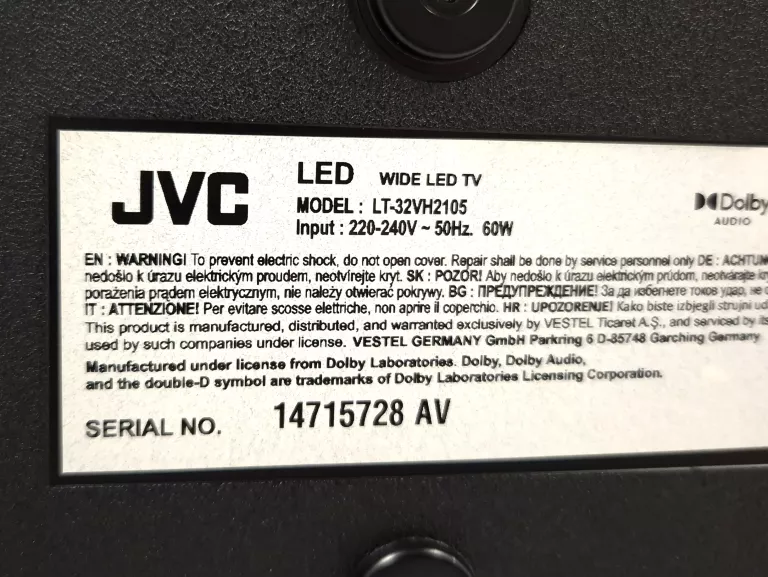 JVC
LED WIDE LED TV
MODEL : LT-32VH2105
Input : 220-240V ~ 50Hz. 60W
Dolby
AUDIO
EN : WARNING! To prevent electric shock, do not open cover. Repair shall be done by service personnel only DE : ACHTUN
nedošlo k úrazu elektrickým proudem, neotvírejte kryt. SK : POZOR! Aby nedošlo k úrazu elektrickým prúdom, neotvárajte kry
porażenia prądem elektrycznym, nie należy otwierać pokrywy. BG : ПРЕДУПРЕЖДЕНИЕ! За да избегнете токов удар, не о
IT : ATTENZIONE! Per evitare scosse elettriche, non aprire il coperchio. HR : UPOZORENJE! Kako biste izbjegli strujni ud
This product is manufactured, distributed, and warranted exclusively by VESTEL Ticaret A.Ş., and serviced by its
used by such companies under license. VESTEL GERMANY GmbH Parkring 6 D-85748 Garching Germany
Manufactured under license from Dolby Laboratories. Dolby, Dolby Audio,
and the double-D symbol are trademarks of Dolby Laboratories Licensing Corporation.
SERIAL NO. 14715728 AV